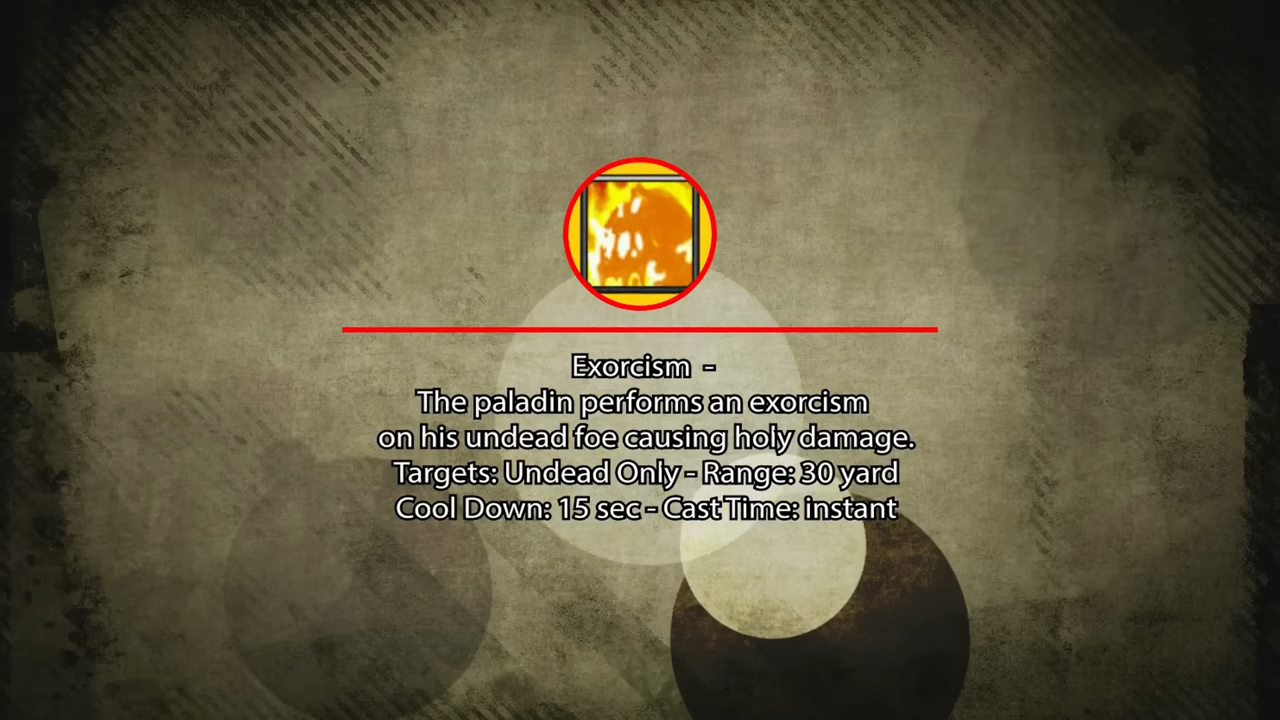 Exorcism -
The paladin performs an exorcism
on his undead foe causing holy damage.
Targets: Undead Only - Range: 30 yard
Cool Down: 15 sec - Cast Time: instant